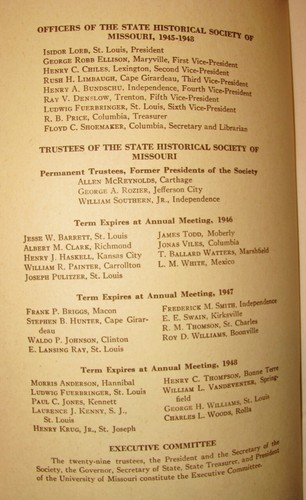 OFFICERS OF THE STATE HISTORICAL SOCIETY OF
MISSOURI, 1945-1948
ISIDOR LOEB, St. Louis, President
GEORGE ROBB ELLISON, Maryville, First Vice-President
HENRY C. CHILES, Lexington, Second Vice-President
RUSH H. LIMBAUGH, Cape Girardeau, Third Vice-President
HENRY A. BUNDSCHU, Independence, Fourth Vice-President
RAY V. DENSLOW, Trenton, Fifth Vice-President
LUDWIG FUERBRINGER, St. Louis, Sixth Vice-President
R. B. PRICE, Columbia, Treasurer
FLOYD C. SHOEMAKER, Columbia, Secretary and Librarian
TRUSTEES OF THE STATE HISTORICAL SOCIETY OF
MISSOURI
Permanent Trustees, Former Presidents of the Society
ALLEN MCREYNOLDS, Carthage
GEORGE A. ROZIER, Jefferson City
WILLIAM SOUTHERN, JR., Independence
Term Expires at Annual Meeting, 1946
JESSE W. BARRETT, St. Louis
ALBERT M. CLARK, Richmond
HENRY J. HASKELL, Kansas City
WILLIAM R. PAINTER, Carrollton
JOSEPH PULITZER, St. Louis
JAMES TODD, Moberly
JONAS VILES, Columbia
T. BALLARD WATTERS, Marshfield
L. M. WHITE, Mexico
Term Expires at Annual Meeting, 1947
FRANK P. BRIGGS, Macon
STEPHEN B. HUNTER, Cape Girar-
deau
WALDO P. JOHNSON, Clinton
E. LANSING RAY, St. Louis
FREDERICK M. SMITH, Independence
E. E. SWAIN, Kirksville
R. M. THOMSON, St. Charles
ROY D. WILLIAMS, Boonville
Term Expires at Annual Meeting, 1948
MORRIS ANDERSON, Hannibal
LUDWIG FUERBRINGER, St. Louis
PAUL C. JONES, Kennett
LAURENCE J. KENNY, S. J.,
St. Louis
HENRY KRUG, JR., St. Joseph
HENRY C. THOMPSON, Bonne Terre
WILLIAM L. VANDEVENTER, Spring-
field
GEORGE H. WILLIAMS, St. Louis
CHARLES L. WOODS, Rolla
EXECUTIVE COMMITTEE
The twenty-nine trustees, the President and the Secretary of the
Society, the Governor, Secretary of State, State Treasurer, and President
of the University of Missouri constitute the Executive Committee.